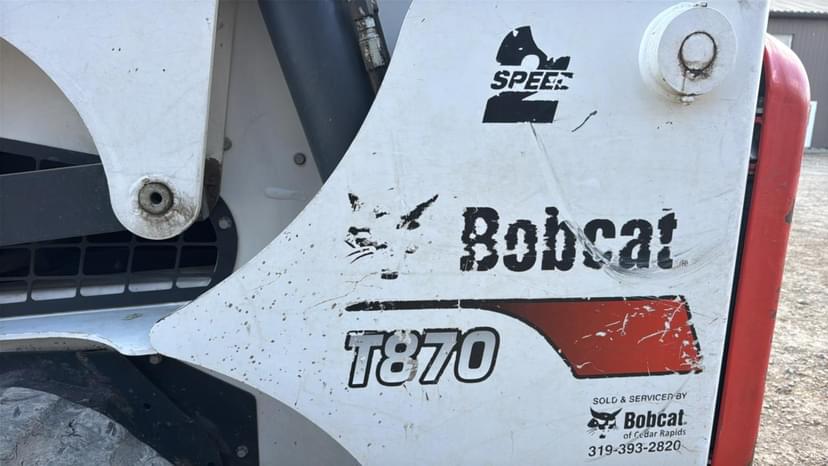 2 SPEED
Bobcat
T870
SOLD & SERVICED BY
Bobcat
of Cedar Rapids
319-393-2820